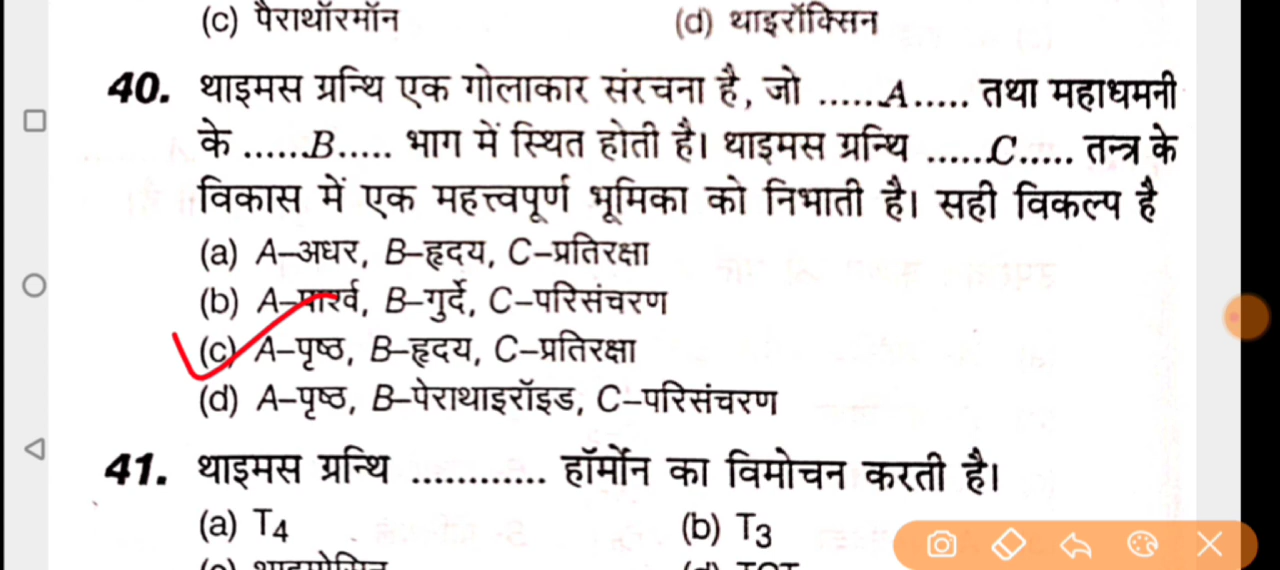 (c) पैराथॉरमॉन (d) थाइरॉक्सिन
40. थाइमस ग्रन्थि एक गोलाकार संरचना है, जो ......A..... तथा महाधमनी
के ......B..... भाग में स्थित होती है। थाइमस ग्रन्थि ......C..... तन्त्र के
विकास में एक महत्त्वपूर्ण भूमिका को निभाती है। सही विकल्प है
(a) A–अधर, B–हृदय, C–प्रतिरक्षा
(b) A–पार्श्व, B–गुर्दे, C–परिसंचरण
(c) A–पृष्ठ, B–हृदय, C–प्रतिरक्षा
(d) A–पृष्ठ, B–पेराथाइरॉइड, C–परिसंचरण
41. थाइमस ग्रन्थि ............ हॉर्मोन का विमोचन करती है।
(a) T4 (b) T3